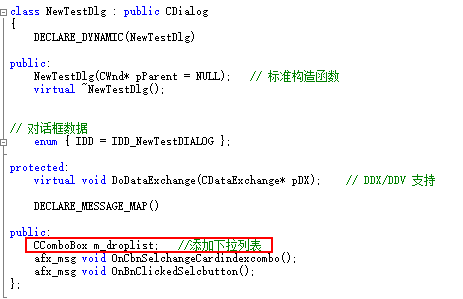 class NewTestDlg : public CDialog
{
DECLARE_DYNAMIC(NewTestDlg)
public:
NewTestDlg(CWnd* pParent = NULL);   // 标准构造函数
virtual ~NewTestDlg();
// 对话框数据
enum { IDD = IDD_NewTestDIALOG };
protected:
virtual void DoDataExchange(CDataExchange* pDX);    // DDX/DDV 支持
DECLARE_MESSAGE_MAP()
public:
CComboBox m_droplist;   //添加下拉列表
afx_msg void OnCbnSelchangeCardindexcombo();
afx_msg void OnBnClickedSelcbutton();
};